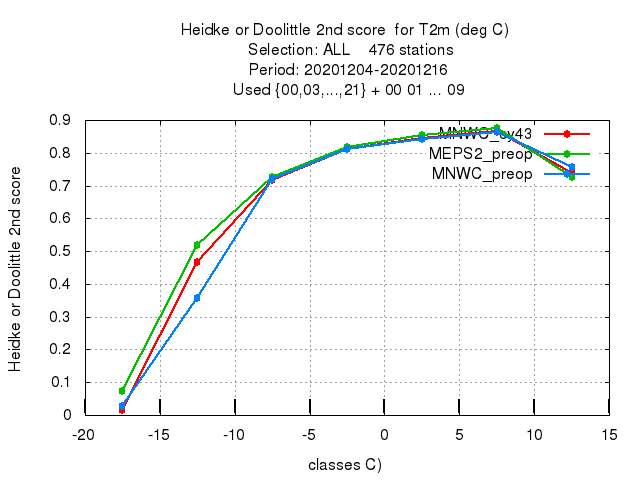 Heidke or Doolittle 2nd score  for T2m (deg C)
Selection: ALL    476 stations
Period: 20201204-20201216
Used {00,03,...,21} + 00 01 ... 09
Heidke or Doolittle 2nd score
0.9
0.8
0.7
0.6
0.5
0.4
0.3
0.2
0.1
0
MNWC_cy43
MEPS2_preop
MNWC_preop
-20 -15 -10 -5 0 5 10 15
classes C)